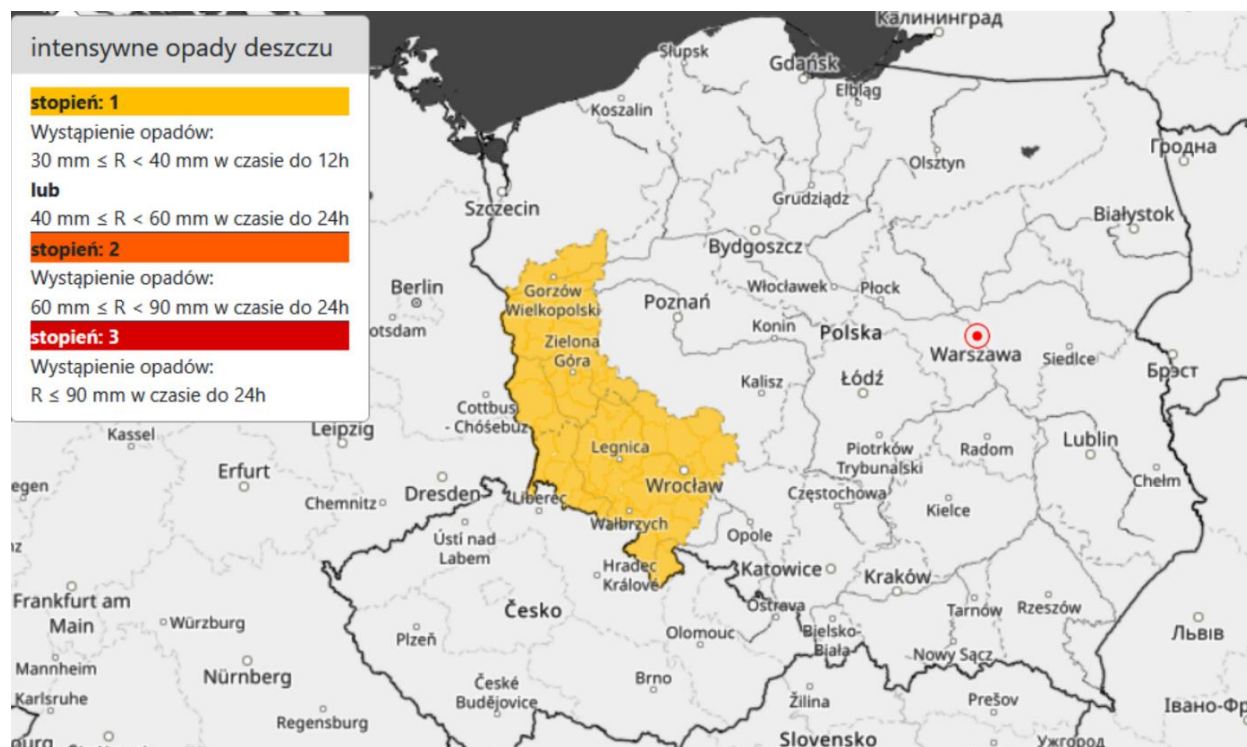 intensywne opady deszczu
stopień: 1
Wystąpienie opadów:
30 mm ≤ R < 40 mm w czasie do 12h
lub
40 mm ≤ R < 60 mm w czasie do 24h
stopień: 2
Wystąpienie opadów:
60 mm ≤ R < 90 mm w czasie do 24h
stopień: 3
Wystąpienie opadów:
R ≤ 90 mm w czasie do 24h
Калининград
Słupsk
Gdańsk
Elbląg
Koszalin
Гродна
Olsztyn
Grudziądz
Szczecin
Białystok
Bydgoszcz
Berlin
Gorzów
Wielkopolski
Włocławek
Płock
Poznań
otsdam
Konin
Polska
Zielona
Góra
Warszawa
Siedlce
Брэст
Kalisz
Łódź
Cottbus
- Chóśebuz
Kassel
Leipzig
Legnica
Piotrków
Trybunalski
Radom
Lublin
Erfurt
egen
Wrocław
Chełm
Dresden
Liberec
Częstochowa
Chemnitz
Kielce
Wałbrzych
Opole
Ústí nad
Labem
nz
Hradec
Králové
Katowice
Kraków
Frankfurt am
Main
Česko
Ostrava
Tarnów
Rzeszów
Würzburg
Plzeň
Olomouc
Bielsko-
Biała
Львів
Nowy Sącz
Mannheim
Nürnberg
Brno
České
Budějovice
Žilina
Prešov
Karlsruhe
Івано-Фр
Regensburg
Slovensko
Ужгород
ourg